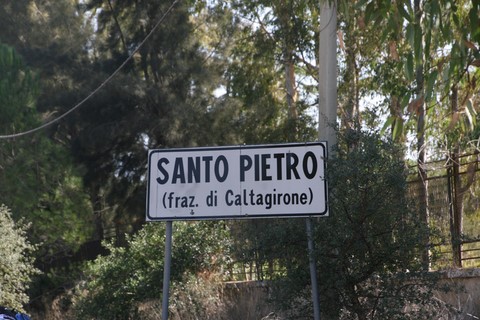 SANTO PIETRO
(fraz. di Caltagirone)